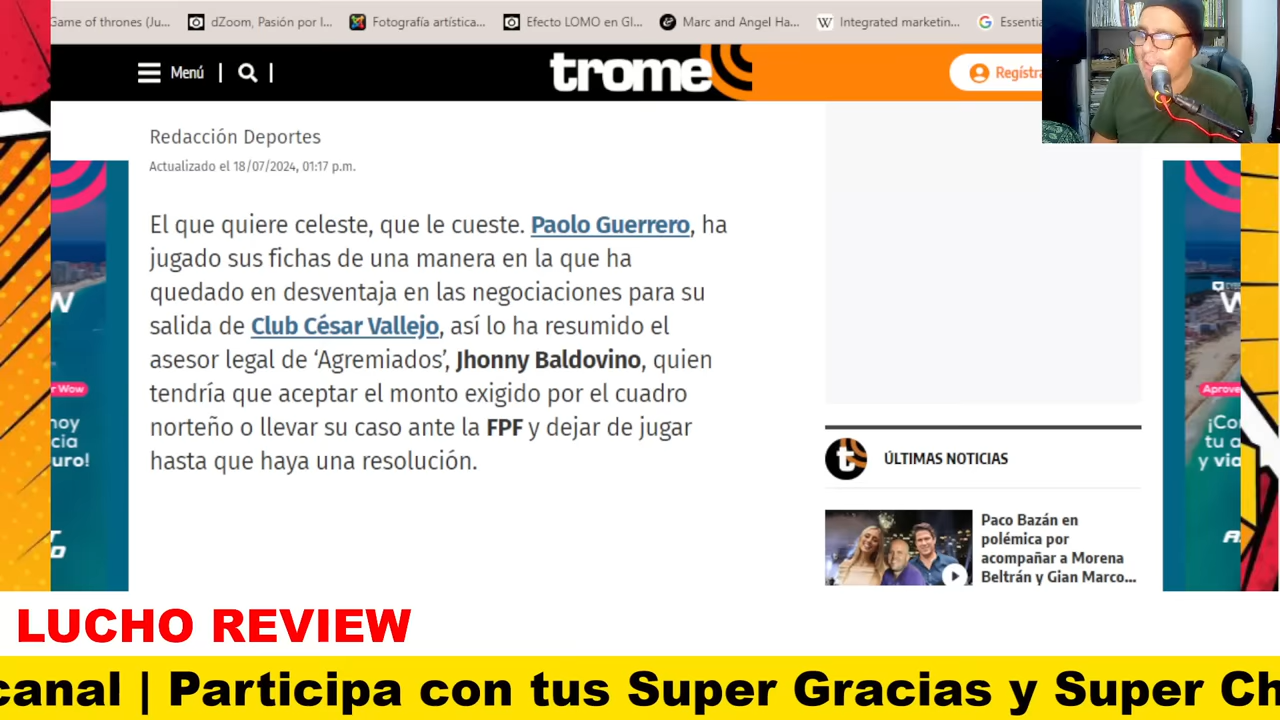 Game of thrones (Ju...
dZoom, Pasión por l...
Fotografía artística...
Efecto LOMO en GI...
Marc and Angel Ha...
Integrated marketin...
Menú
trome
Redacción Deportes
Actualizado el 18/07/2024, 01:17 p.m.
El que quiere celeste, que le cueste. Paolo Guerrero, ha
jugado sus fichas de una manera en la que ha
quedado en desventaja en las negociaciones para su
salida de Club César Vallejo, así lo ha resumido el
asesor legal de ‘Agremiados’, Jhonny Baldovino, quien
tendría que aceptar el monto exigido por el cuadro
norteño o llevar su caso ante la FPF y dejar de jugar
hasta que haya una resolución.
t
ÚLTIMAS NOTICIAS
Paco Bazán en
polémica por
acompañar a Morena
Beltrán y Gian Marco...
Wow
LUCHO REVIEW
canal | Participa con tus Super Gracias y Super Ch